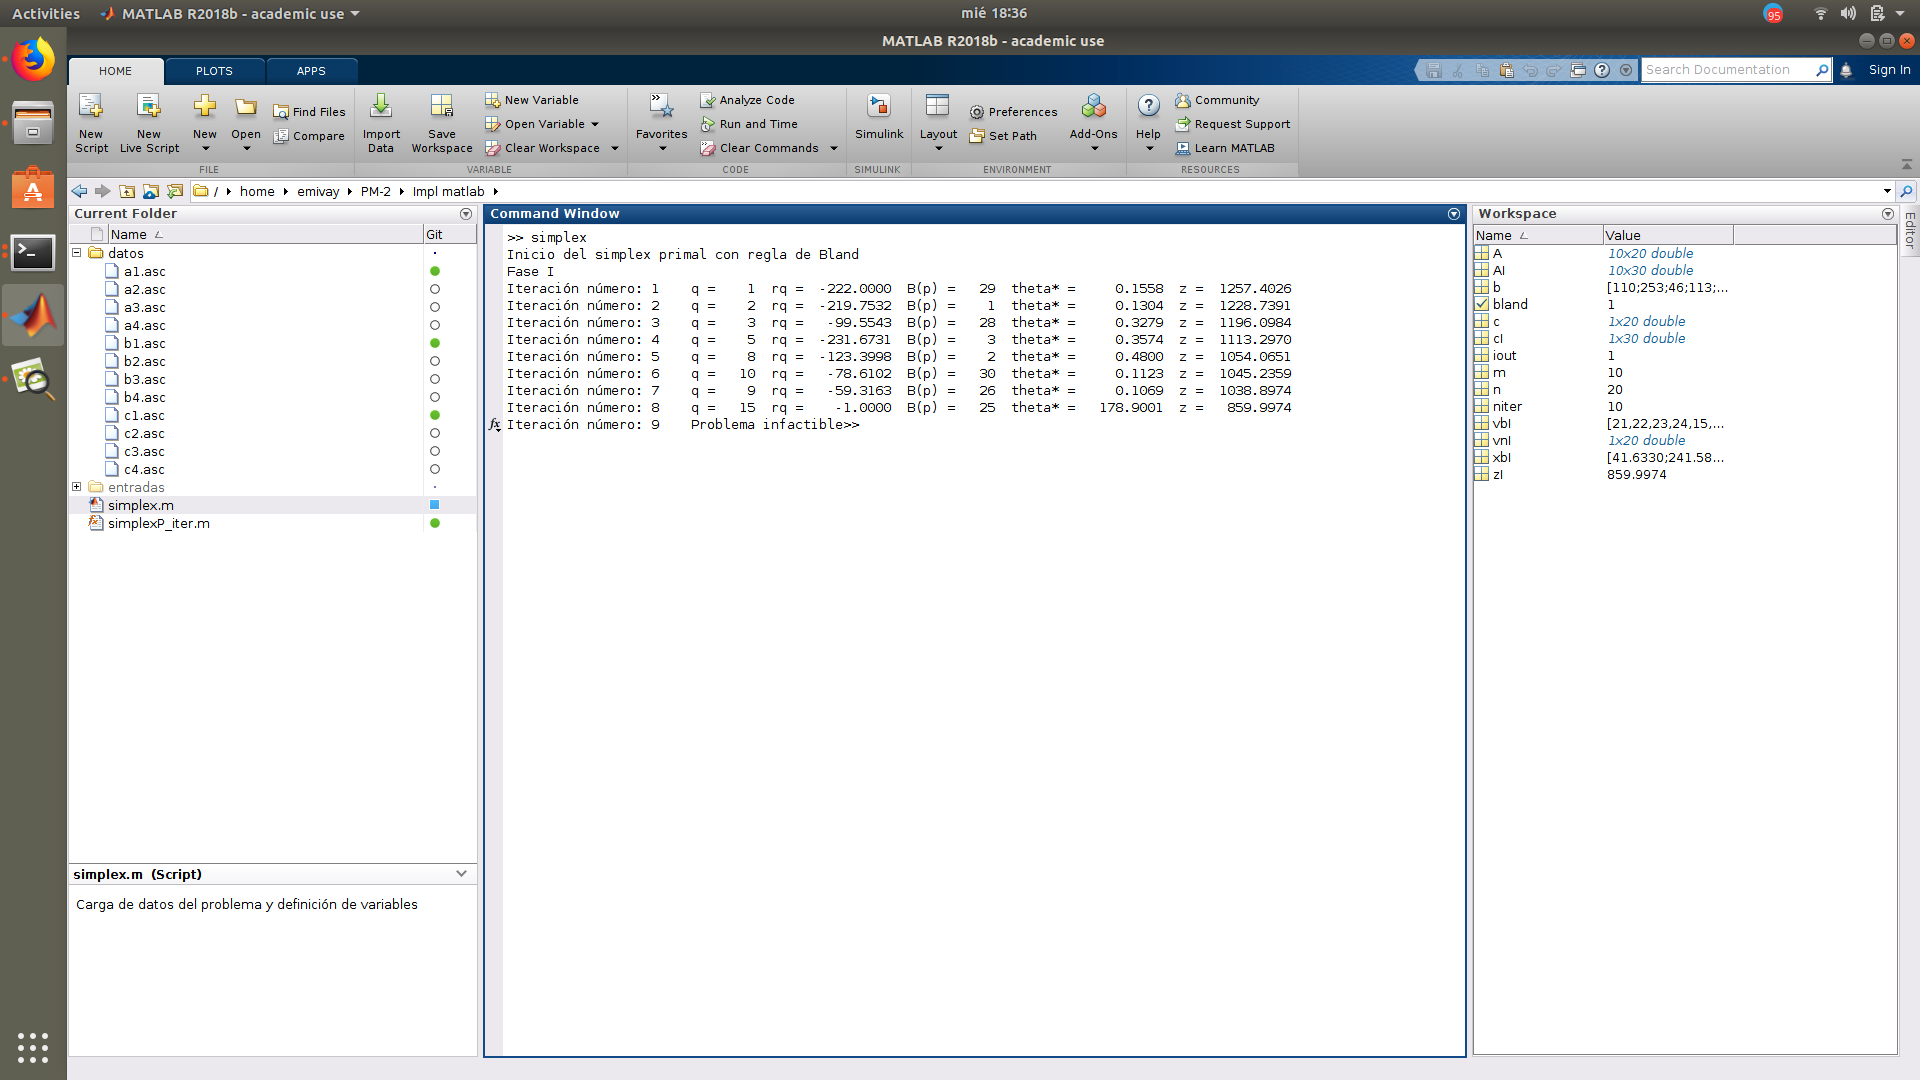 Activities MATLAB R2018b - academic use mié 18:36 95
MATLAB R2018b - academic use
HOME PLOTS APPS Search Documentation Sign In
New Script
New Live Script
New
Open
Find Files
Compare
FILE
Import Data
Save Workspace
New Variable
Open Variable
Clear Workspace
VARIABLE
Favorites
Analyze Code
Run and Time
Clear Commands
CODE
Simulink
SIMULINK
Layout
Preferences
Set Path
Add-Ons
ENVIRONMENT
Help
Community
Request Support
Learn MATLAB
RESOURCES
/ home emivay PM-2 Impl matlab
Current Folder
Name Git
datos
a1.asc
a2.asc
a3.asc
a4.asc
b1.asc
b2.asc
b3.asc
b4.asc
c1.asc
c2.asc
c3.asc
c4.asc
entradas
simplex.m
simplexP_iter.m
simplex.m (Script)
Carga de datos del problema y definición de variables
Command Window
>> simplex
Inicio del simplex primal con regla de Bland
Fase I
Iteración número: 1 q = 1 rq = -222.0000 B(p) = 29 theta* = 0.1558 z = 1257.4026
Iteración número: 2 q = 2 rq = -219.7532 B(p) = 1 theta* = 0.1304 z = 1228.7391
Iteración número: 3 q = 3 rq = -99.5543 B(p) = 28 theta* = 0.3279 z = 1196.0984
Iteración número: 4 q = 5 rq = -231.6731 B(p) = 3 theta* = 0.3574 z = 1113.2970
Iteración número: 5 q = 8 rq = -123.3998 B(p) = 2 theta* = 0.4800 z = 1054.0651
Iteración número: 6 q = 10 rq = -78.6102 B(p) = 30 theta* = 0.1123 z = 1045.2359
Iteración número: 7 q = 9 rq = -59.3163 B(p) = 26 theta* = 0.1069 z = 1038.8974
Iteración número: 8 q = 15 rq = -1.0000 B(p) = 25 theta* = 178.9001 z = 859.9974
fx Iteración número: 9 Problema infactible>>
Workspace
Name Value
A 10x20 double
AI 10x30 double
b [110;253;46;113;...
bland 1
c 1x20 double
cI 1x30 double
iout 1
m 10
n 20
niter 10
vbI [21,22,23,24,15,...
vnI 1x20 double
xbI [41.6330;241.58...
zI 859.9974
Editor